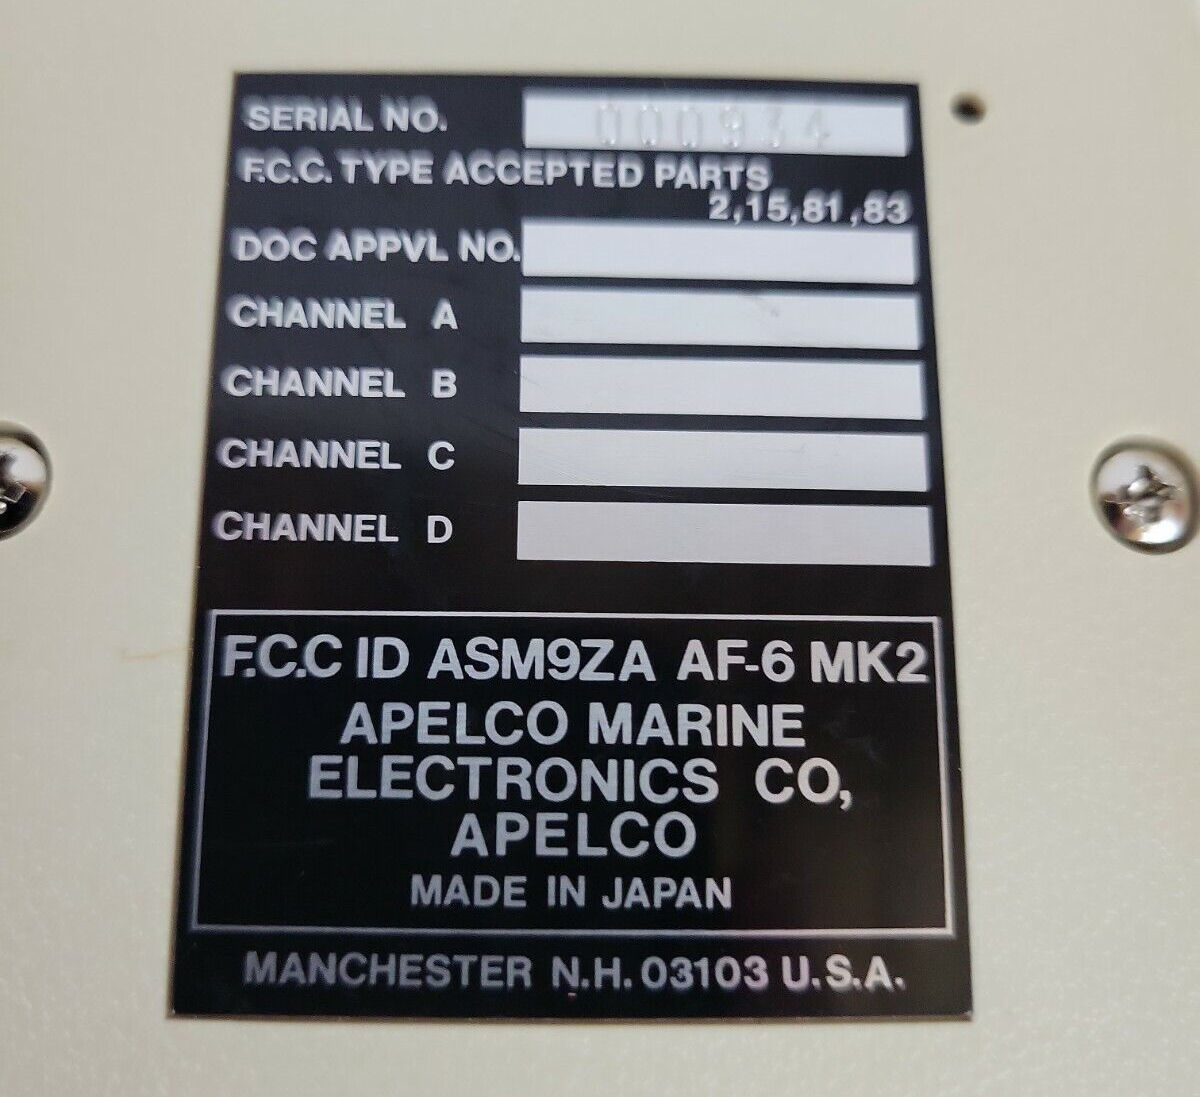 SERIAL NO. 000934
F.C.C. TYPE ACCEPTED PARTS
2,15,81,83
DOC APPVL NO.
CHANNEL A
CHANNEL B
CHANNEL C
CHANNEL D
F.C.C ID ASM9ZA AF-6 MK2
APELCO MARINE
ELECTRONICS CO,
APELCO
MADE IN JAPAN
MANCHESTER N.H. 03103 U.S.A.